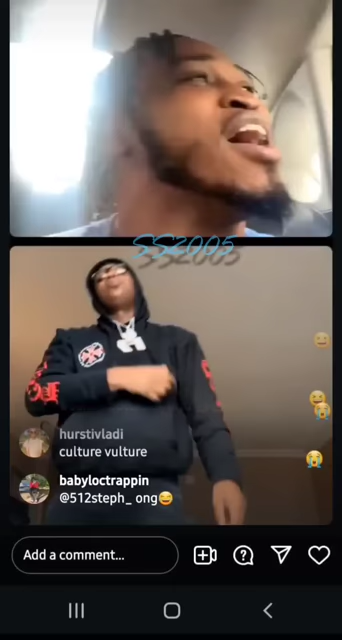 SS2005
hurstivladi
culture vulture
babyloctrappin
@512steph_ ong😂
Add a comment...